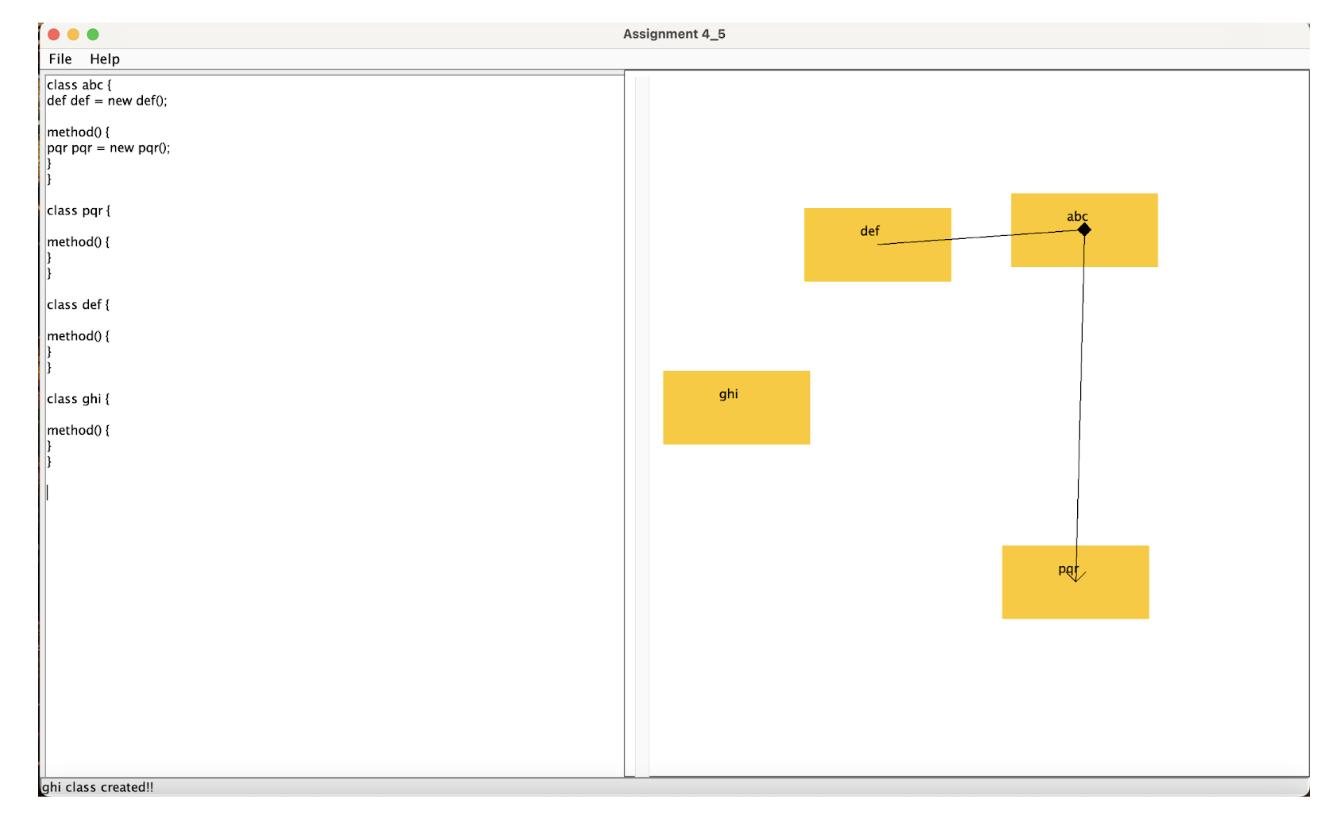 Assignment 4_5
File Help
class abc {
def def = new def();
method() {
pqr pqr = new pqr();
}
}
class pqr {
method() {
}
}
class def {
method() {
}
}
class ghi {
method() {
}
}
def
abc
ghi
pqr
ghi class created!!